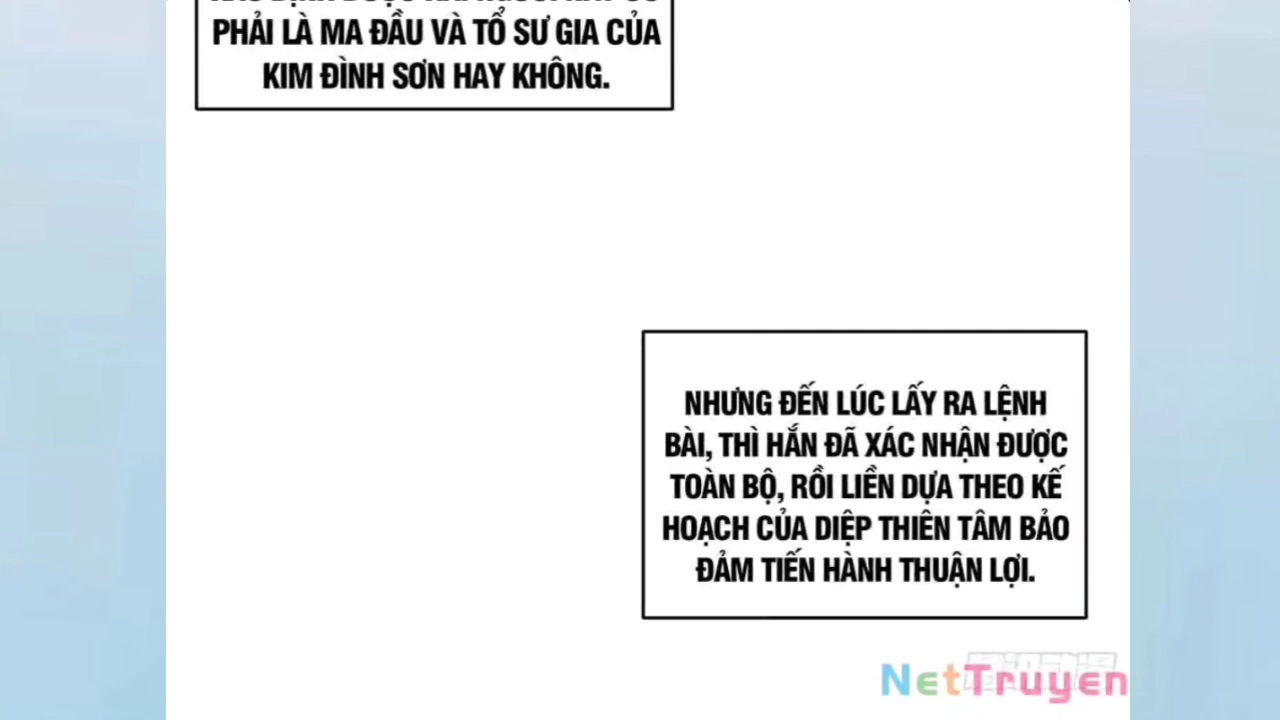 PHẢI LÀ MA ĐẦU VÀ TỔ SƯ GIA CỦA
KIM ĐÌNH SƠN HAY KHÔNG.
NHƯNG ĐẾN LÚC LẤY RA LỆNH
BÀI, THÌ HẮN ĐÃ XÁC NHẬN ĐƯỢC
TOÀN BỘ, RỒI LIỀN DỰA THEO KẾ
HOẠCH CỦA DIỆP THIÊN TÂM BẢO
ĐẢM TIẾN HÀNH THUẬN LỢI.
NetTruyen